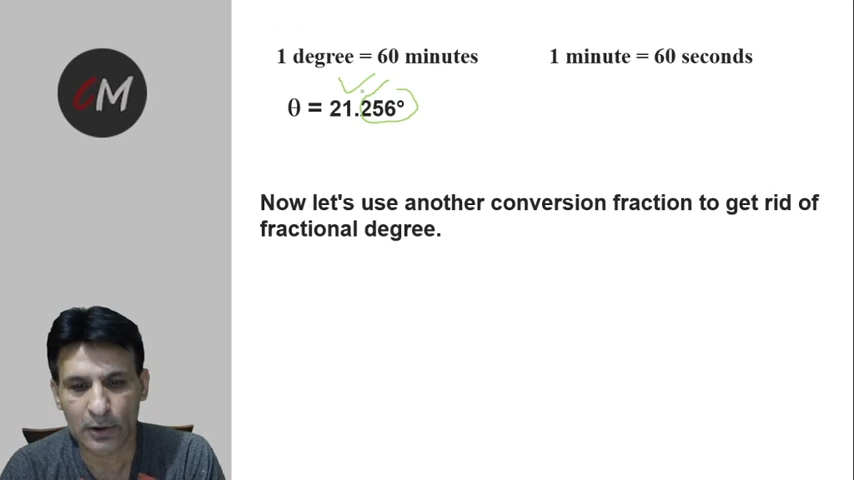 1 degree = 60 minutes 1 minute = 60 seconds
CM
θ = 21.256°
Now let's use another conversion fraction to get rid of
fractional degree.